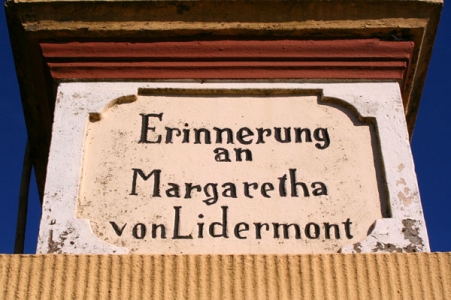 Erinnerung
an
Margaretha
von Lidermont